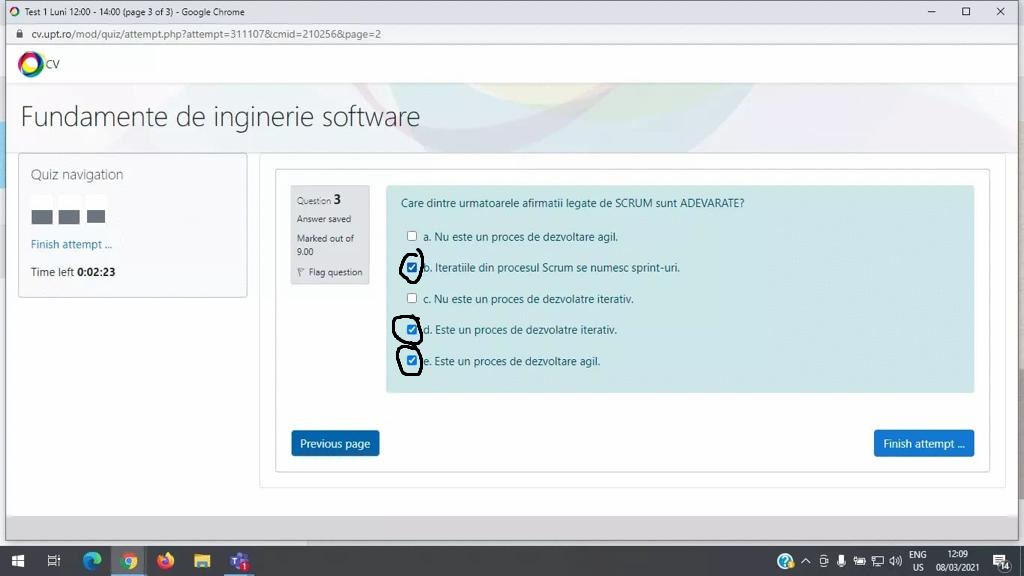 Test 1 Luni 12:00 - 14:00 (page 3 of 3) - Google Chrome
cv.upt.ro/mod/quiz/attempt.php?attempt=311107&cmid=210256&page=2
CV
Fundamente de inginerie software
Quiz navigation
Finish attempt ...
Time left 0:02:23
Question 3
Answer saved
Marked out of
9.00
Flag question
Care dintre urmatoarele afirmatii legate de SCRUM sunt ADEVARATE?
a. Nu este un proces de dezvoltare agil.
b. Iteratiile din procesul Scrum se numesc sprint-uri.
c. Nu este un proces de dezvolatre iterativ.
d. Este un proces de dezvolatre iterativ.
e. Este un proces de dezvoltare agil.
Previous page
Finish attempt ...
ENG
US
12:09
08/03/2021
14
1